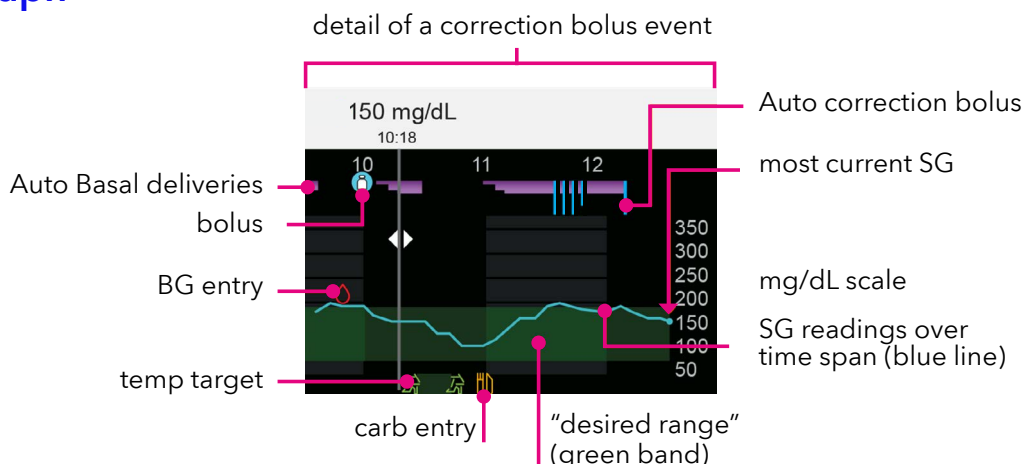 detail of a correction bolus event
150 mg/dL
10:18
10 11 12
Auto correction bolus
most current SG
Auto Basal deliveries
bolus
BG entry
350
300
250
200
150
100
50
mg/dL scale
SG readings over
time span (blue line)
temp target
carb entry
"desired range"
(green band)